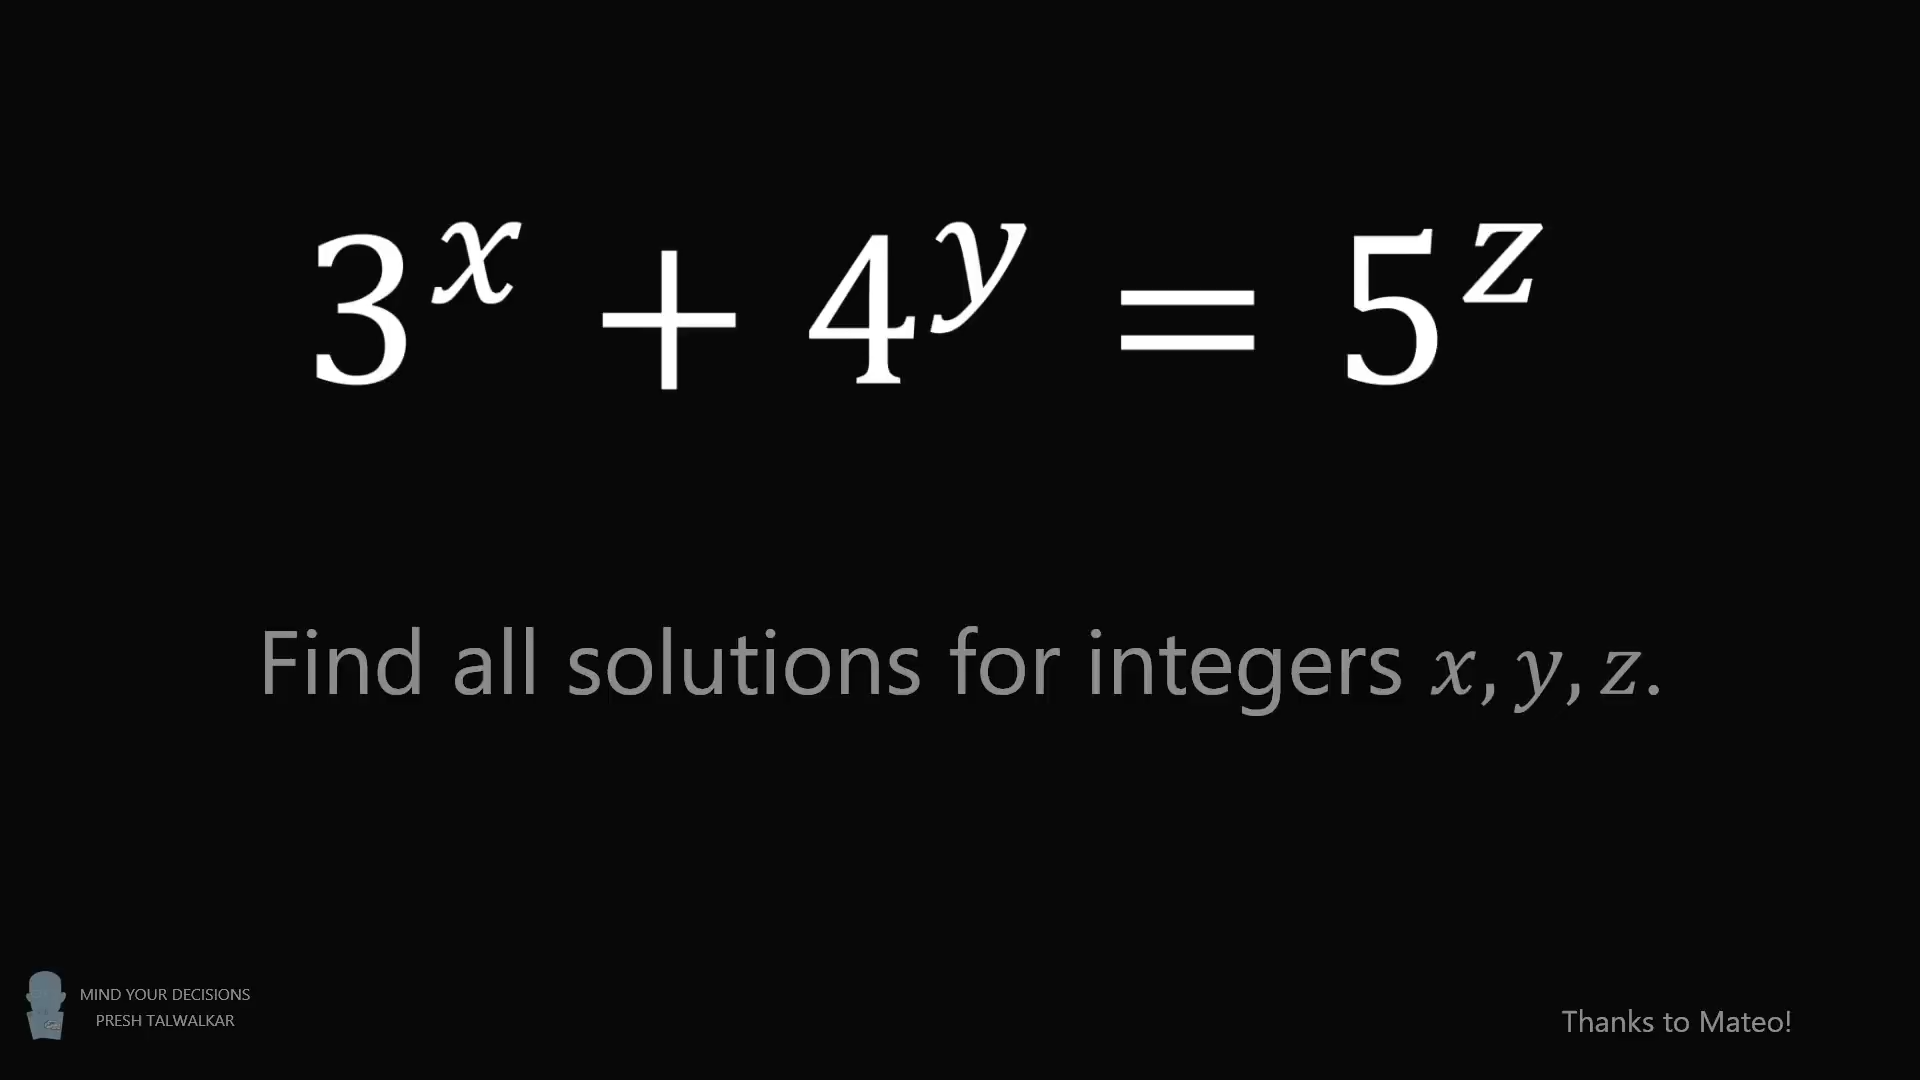 3^x + 4^y = 5^z
Find all solutions for integers x, y, z.
MIND YOUR DECISIONS
PRESH TALWALKAR
Thanks to Mateo!